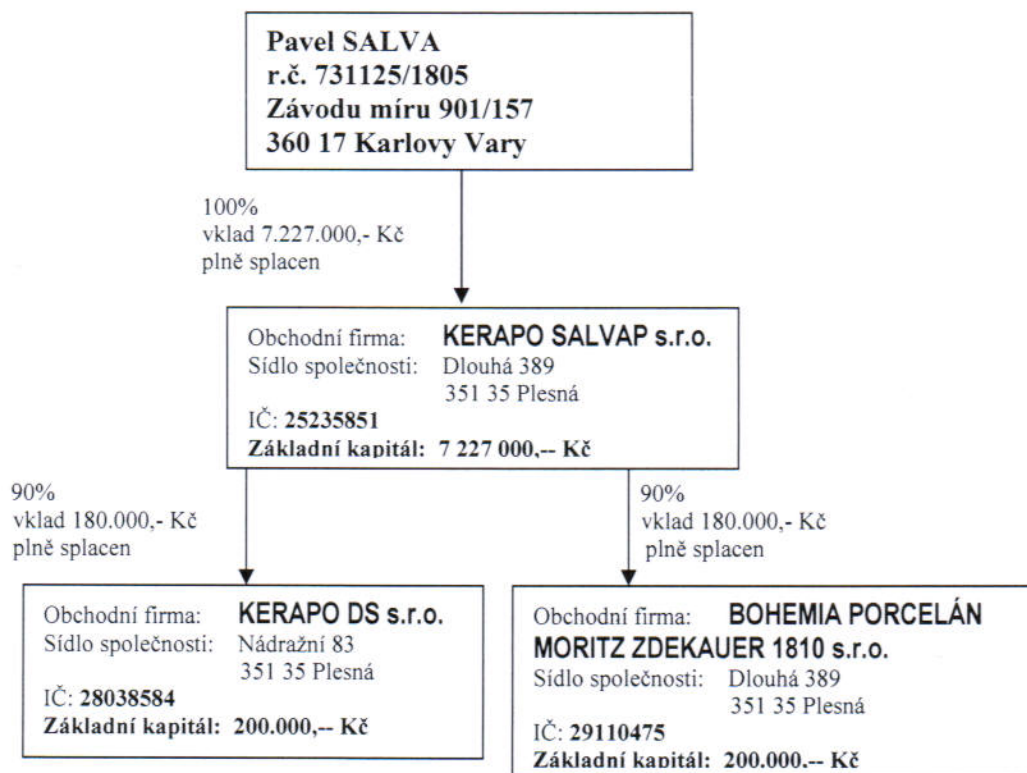 Pavel SALVA
r.č. 731125/1805
Závodu míru 901/157
360 17 Karlovy Vary
100%
vklad 7.227.000,- Kč
plně splacen
Obchodní firma: KERAPO SALVAP s.r.o.
Sídlo společnosti: Dlouhá 389
351 35 Plesná
IČ: 25235851
Základní kapitál: 7 227 000,-- Kč
90%
vklad 180.000,- Kč
plně splacen
90%
vklad 180.000,- Kč
plně splacen
Obchodní firma: KERAPO DS s.r.o.
Sídlo společnosti: Nádražní 83
351 35 Plesná
IČ: 28038584
Základní kapitál: 200.000,-- Kč
Obchodní firma: BOHEMIA PORCELÁN
MORITZ ZDEKAUER 1810 s.r.o.
Sídlo společnosti: Dlouhá 389
351 35 Plesná
IČ: 29110475
Základní kapitál: 200.000,-- Kč